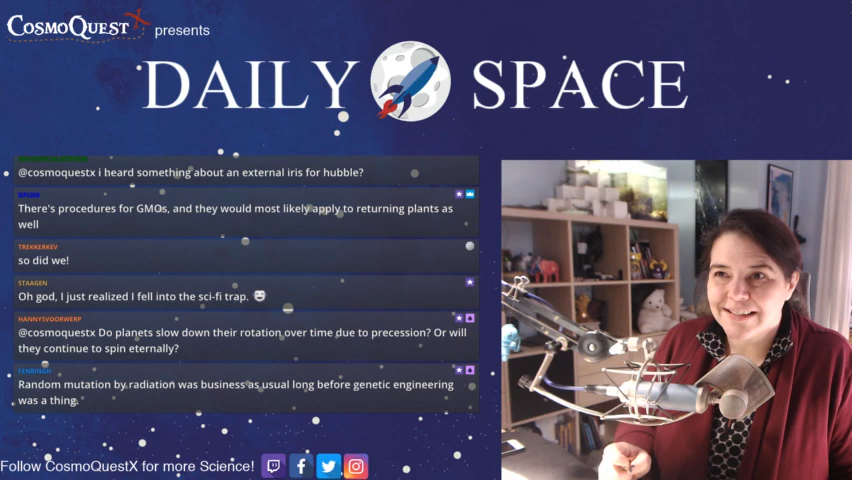 COSMOQUEST X presents
DAILY SPACE
@cosmoquestx i heard something about an external iris for hubble?
There's procedures for GMOs, and they would most likely apply to returning plants as
well
TREKKERKEV
so did we!
STAAGEN
Oh god, I just realized I fell into the sci-fi trap.
HANNYSVOORWERP
@cosmoquestx Do planets slow down their rotation over time due to precession? Or will
they continue to spin eternally?
FENRINGH
Random mutation by radiation was business as usual long before genetic engineering
was a thing.
Follow CosmoQuestX for more Science!